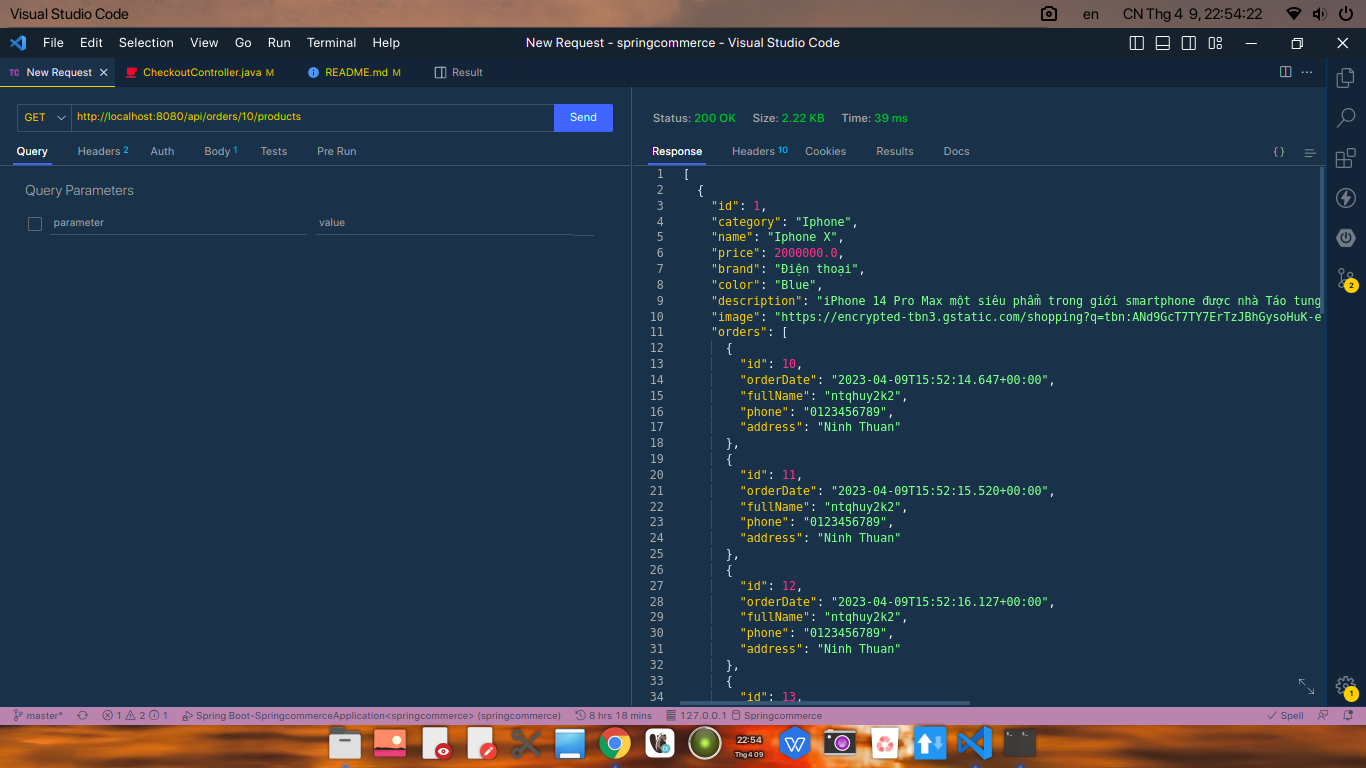 Visual Studio Code
en
CN Thg 4 9, 22:54:22
File Edit Selection View Go Run Terminal Help
New Request - springcommerce - Visual Studio Code
TC New Request
CheckoutController.java M
README.md M
Result
GET
http://localhost:8080/api/orders/10/products
Send
Query
Headers 2
Auth
Body 1
Tests
Pre Run
Query Parameters
parameter
value
Status: 200 OK Size: 2.22 KB Time: 39 ms
Response
Headers 10
Cookies
Results
Docs
{ }
1 [
2 {
3 "id": 1,
4 "category": "Iphone",
5 "name": "Iphone X",
6 "price": 2000000.0,
7 "brand": "Điện thoại",
8 "color": "Blue",
9 "description": "iPhone 14 Pro Max một siêu phẩm trong giới smartphone được nhà Táo tung
10 "image": "https://encrypted-tbn3.gstatic.com/shopping?q=tbn:ANd9GcT7TY7ErTzJBhGysoHuK-e
11 "orders": [
12 {
13 "id": 10,
14 "orderDate": "2023-04-09T15:52:14.647+00:00",
15 "fullName": "ntqhuy2k2",
16 "phone": "0123456789",
17 "address": "Ninh Thuan"
18 },
19 {
20 "id": 11,
21 "orderDate": "2023-04-09T15:52:15.520+00:00",
22 "fullName": "ntqhuy2k2",
23 "phone": "0123456789",
24 "address": "Ninh Thuan"
25 },
26 {
27 "id": 12,
28 "orderDate": "2023-04-09T15:52:16.127+00:00",
29 "fullName": "ntqhuy2k2",
30 "phone": "0123456789",
31 "address": "Ninh Thuan"
32 },
33 {
34 "id": 13,
2
1
master*
1 2 1
Spring Boot-SpringcommerceApplication<springcommerce> (springcommerce)
8 hrs 18 mins
127.0.0.1
Springcommerce
Spell
22:54
Thg4 09
W